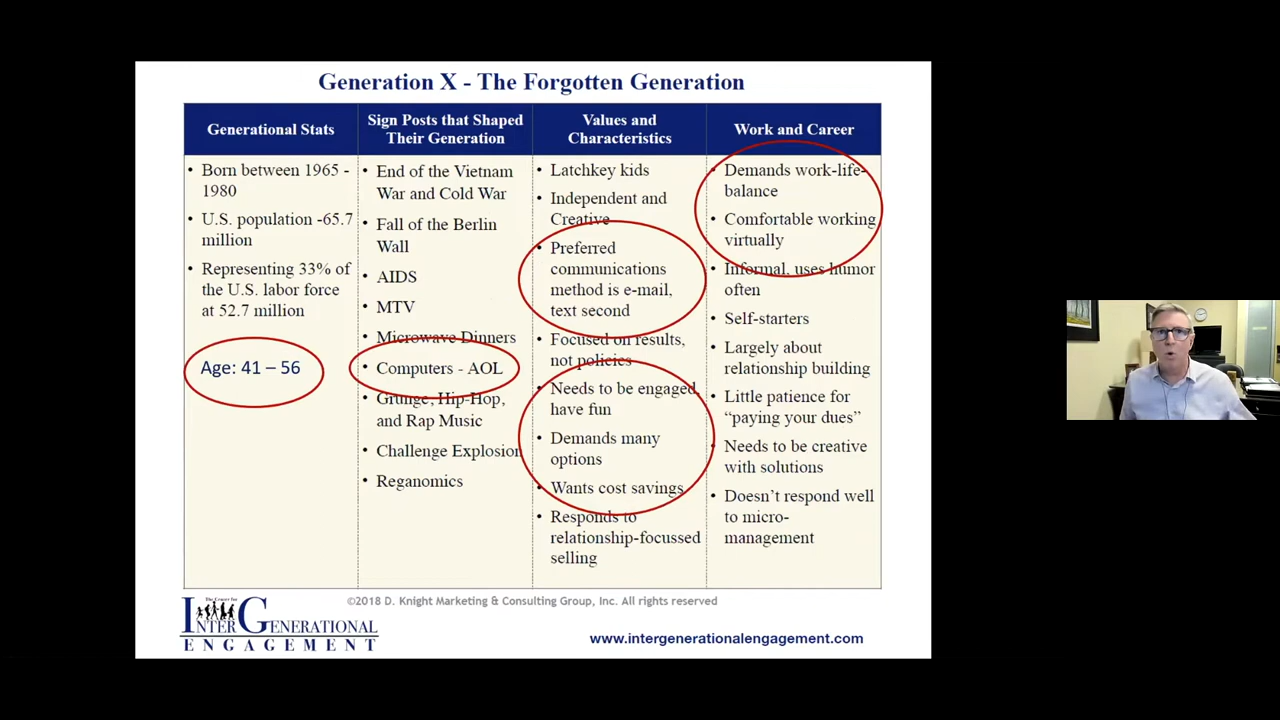 Generation X - The Forgotten Generation
Generational Stats
• Born between 1965 -
1980
• U.S. population -65.7
million
• Representing 33% of
the U.S. labor force
at 52.7 million
Age: 41 – 56
Sign Posts that Shaped
Their Generation
• End of the Vietnam
War and Cold War
• Fall of the Berlin
Wall
• AIDS
• MTV
• Microwave Dinners
• Computers - AOL
• Grunge, Hip-Hop,
and Rap Music
• Challenge Explosion
• Reganomics
Values and
Characteristics
• Latchkey kids
• Independent and
Creative
• Preferred
communications
method is e-mail,
text second
• Focused on results,
not policies
• Needs to be engaged,
have fun
• Demands many
options
• Wants cost savings
• Responds to
relationship-focussed
selling
Work and Career
• Demands work-life-
balance
• Comfortable working
virtually
• Informal, uses humor
often
• Self-starters
• Largely about
relationship building
• Little patience for
“paying your dues”
• Needs to be creative
with solutions
• Doesn’t respond well
to micro-
management
©2018 D. Knight Marketing & Consulting Group, Inc. All rights reserved
The Center for
INTERGENERATIONAL
ENGAGEMENT
www.intergenerationalengagement.com